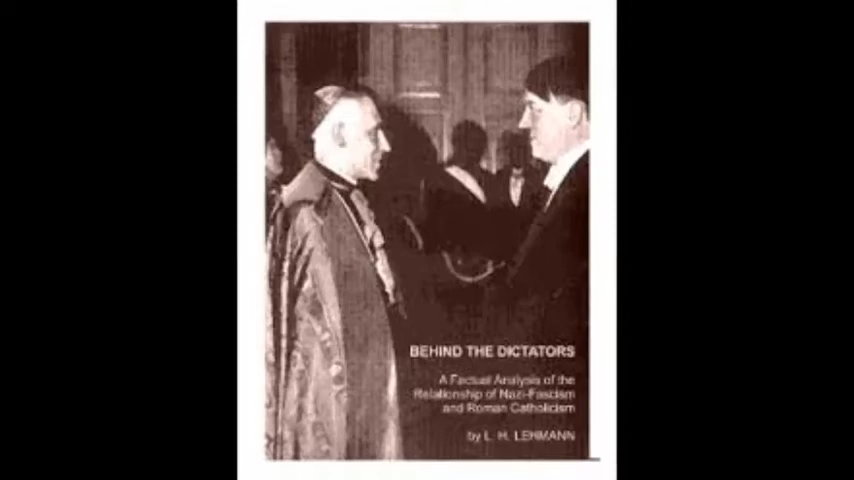 BEHIND THE DICTATORS
A Factual Analysis of the
Relationship of Nazi-Fascism
and Roman Catholicism
by L. H. LEHMANN